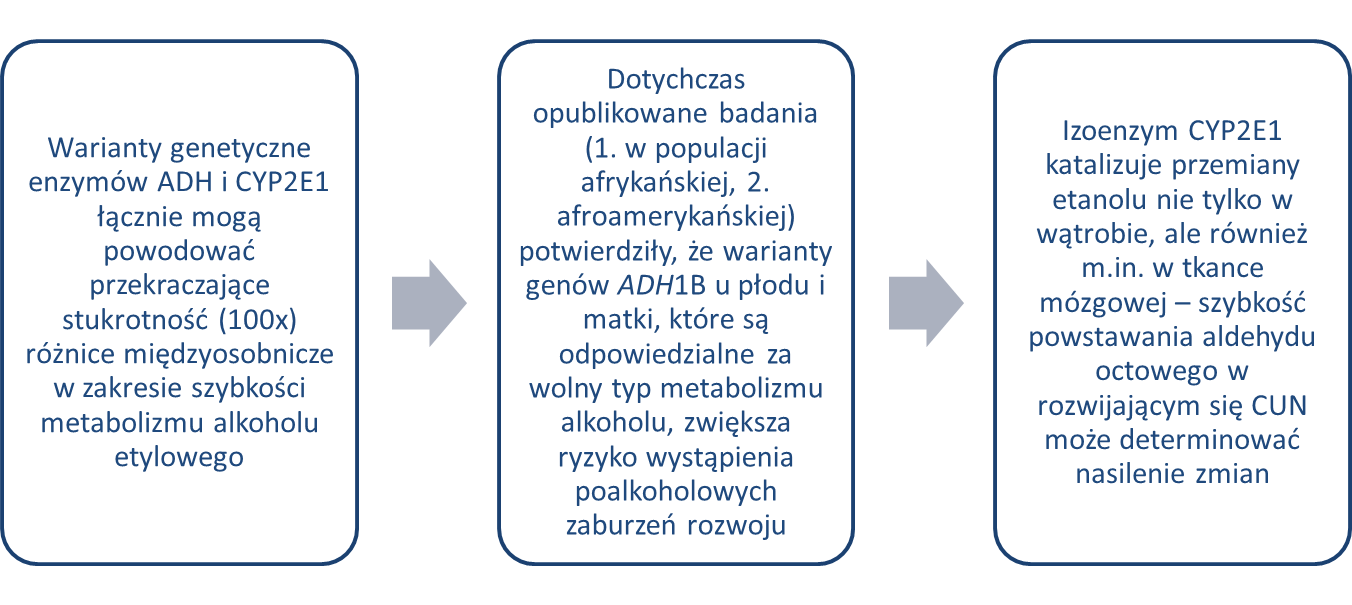 Warianty genetyczne
enzymów ADH i CYP2E1
łącznie mogą
powodować
przekraczające
stukrotność (100x)
różnice międzyosobnicze
w zakresie szybkości
metabolizmu alkoholu
etylowego
Dotychczas
opublikowane badania
(1. w populacji
afrykańskiej, 2.
afroamerykańskiej)
potwierdziły, że warianty
genów ADH1B u płodu i
matki, które są
odpowiedzialne za
wolny typ metabolizmu
alkoholu, zwiększa
ryzyko wystąpienia
poalkoholowych
zaburzeń rozwoju
Izoenzym CYP2E1
katalizuje przemiany
etanolu nie tylko w
wątrobie, ale również
m.in. w tkance
mózgowej – szybkość
powstawania aldehydu
octowego w
rozwijającym się CUN
może determinować
nasilenie zmian